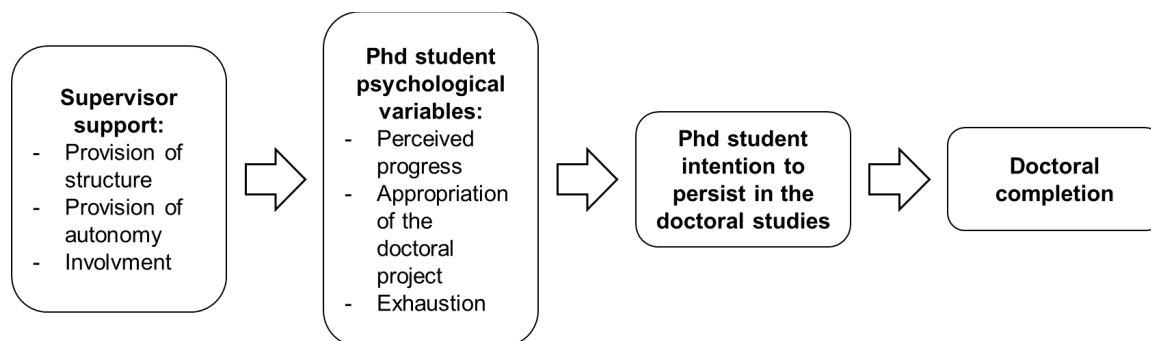 Supervisor
support:
- Provision of
structure
- Provision of
autonomy
- Involvment
Phd student
psychological
variables:
- Perceived
progress
- Appropriation
of the
doctoral
project
- Exhaustion
Phd student
intention to
persist in the
doctoral studies
Doctoral
completion